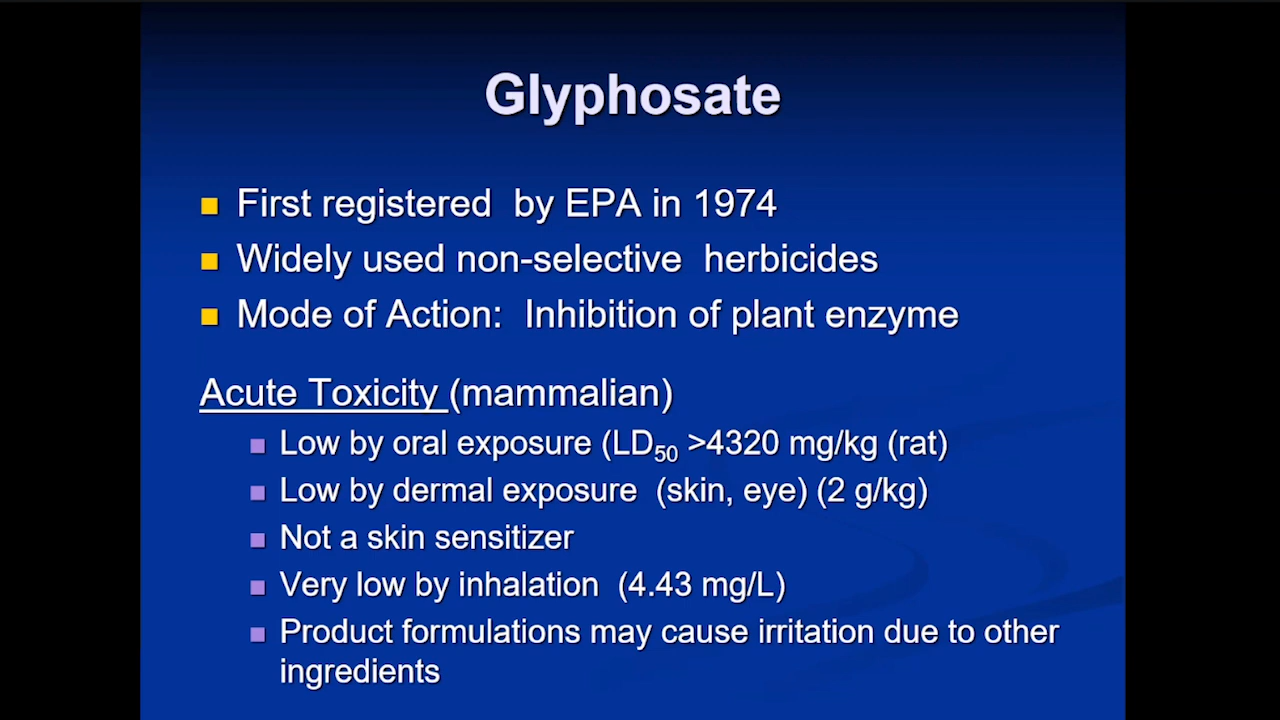 Glyphosate
First registered by EPA in 1974
Widely used non-selective herbicides
Mode of Action: Inhibition of plant enzyme
Acute Toxicity (mammalian)
Low by oral exposure (LD50 >4320 mg/kg (rat)
Low by dermal exposure (skin, eye) (2 g/kg)
Not a skin sensitizer
Very low by inhalation (4.43 mg/L)
Product formulations may cause irritation due to other
ingredients